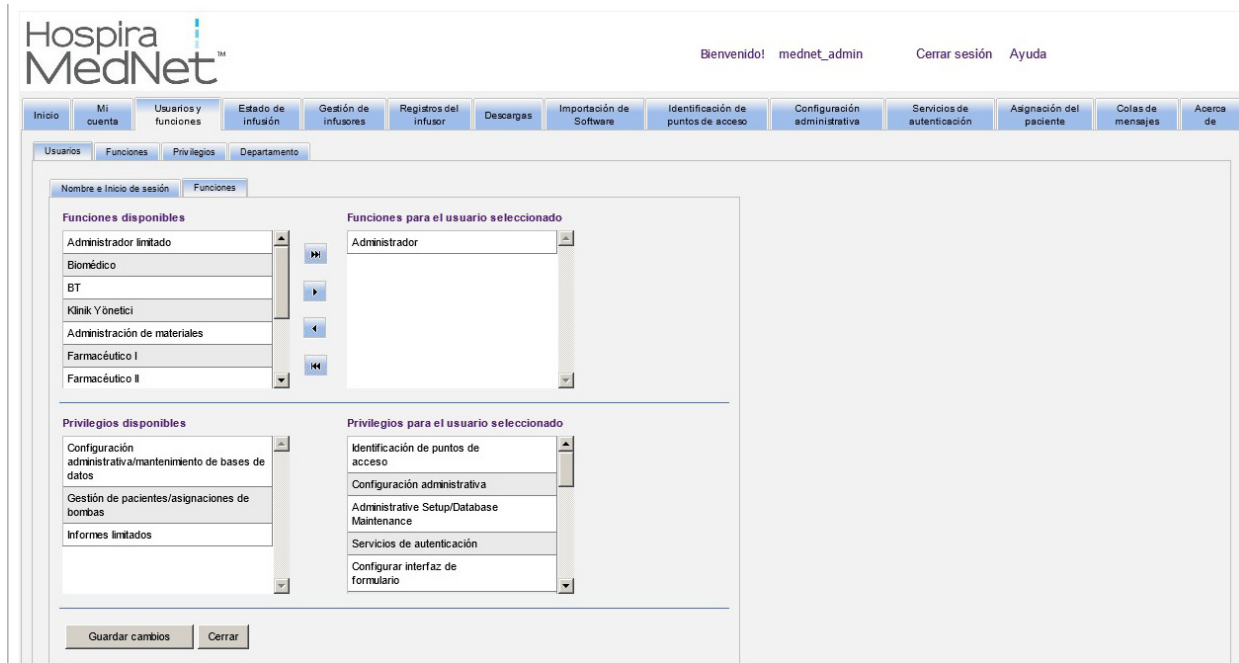 Hospira
MedNet™
Bienvenido! mednet_admin Cerrar sesión Ayuda
Inicio
Mi
cuenta
Usuarios y
funciones
Estado de
infusión
Gestión de
infusores
Registros del
infusor
Descargas
Importación de
Software
Identificación de
puntos de acceso
Configuración
administrativa
Servicios de
autenticación
Asignación del
paciente
Colas de
mensajes
Acerca
de
Usuarios Funciones Privilegios Departamento
Nombre e Inicio de sesión Funciones
Funciones disponibles
Administrador limitado
Biomédico
BT
Klinik Yönetici
Administración de materiales
Farmacéutico I
Farmacéutico II
Funciones para el usuario seleccionado
Administrador
Privilegios disponibles
Configuración
administrativa/mantenimiento de bases de
datos
Gestión de pacientes/asignaciones de
bombas
Informes limitados
Privilegios para el usuario seleccionado
Identificación de puntos de
acceso
Configuración administrativa
Administrative Setup/Database
Maintenance
Servicios de autenticación
Configurar interfaz de
formulario
Guardar cambios Cerrar